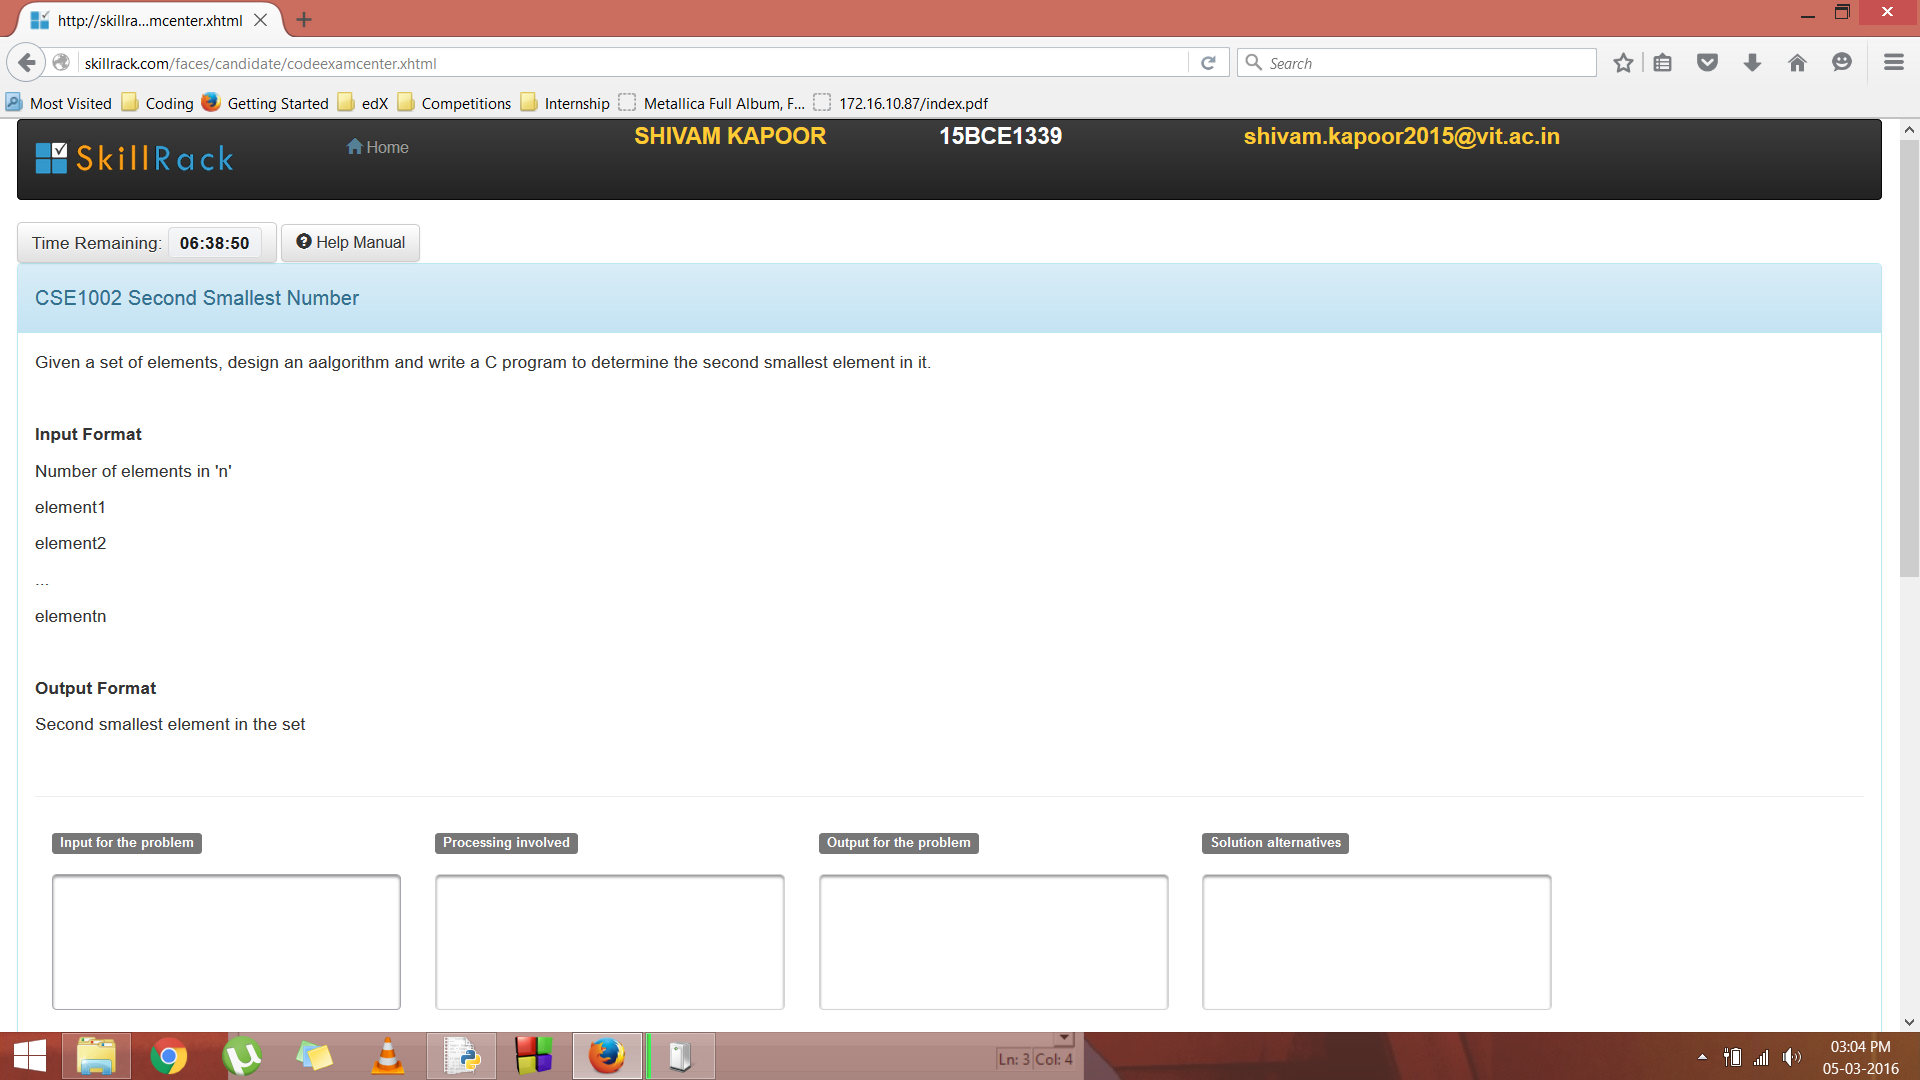 http://skillra...mcenter.xhtml
skillrack.com/faces/candidate/codeexamcenter.xhtml
Search
Most Visited Coding Getting Started edX Competitions Internship Metallica Full Album, F... 172.16.10.87/index.pdf
SkillRack Home SHIVAM KAPOOR 15BCE1339 shivam.kapoor2015@vit.ac.in
Time Remaining: 06:38:50 Help Manual
CSE1002 Second Smallest Number
Given a set of elements, design an aalgorithm and write a C program to determine the second smallest element in it.
Input Format
Number of elements in 'n'
element1
element2
...
elementn
Output Format
Second smallest element in the set
Input for the problem Processing involved Output for the problem Solution alternatives
Ln: 3 Col: 4
03:04 PM
05-03-2016